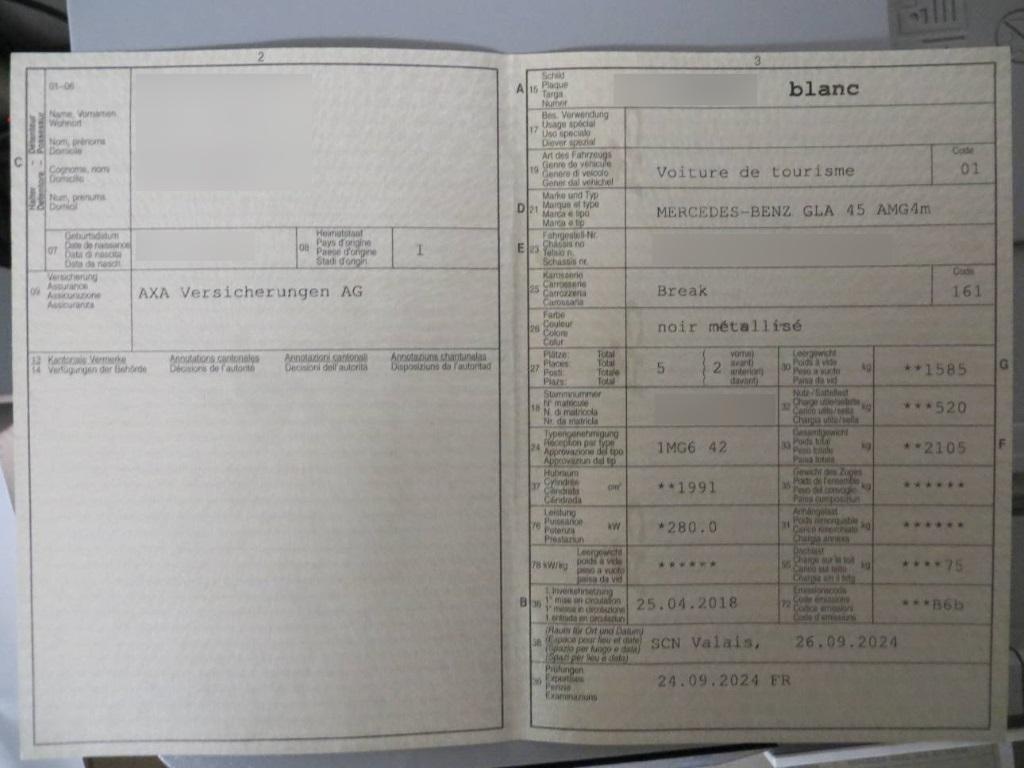 2
01–06
Halter – Détenteur
Detentore – Possessur
C
Name, Vornamen
Wohnort
Nom, prénoms
Domicile
Cognome, nomi
Domicilio
Num, prenums
Domicil
07
Geburtsdatum
Date de naissance
Data di nascita
Data da nasch.
08
Heimatstaat
Pays d'origine
Paese d'origine
Stadi d'origin
I
09
Versicherung
Assurance
Assicurazione
Assicuranza
AXA Versicherungen AG
13
14
Kantonale Vermerke
Verfügungen der Behörde
Annotations cantonales
Décisions de l'autorité
Annotazioni cantonali
Decisioni dell'autorità
Annotaziuns chantunalas
Disposiziuns da l'autoritad
3
A 15
Schild
Plaque
Targa
Numer
blanc
17
Bes. Verwendung
Usage spécial
Uso speciale
Diever spezial
19
Art des Fahrzeugs
Genre de véhicule
Genere di veicolo
Gener dal vehichel
Voiture de tourisme
Code
01
D 21
Marke und Typ
Marque et type
Marca e tipo
Marca e tip
MERCEDES-BENZ GLA 45 AMG4m
E 23
Fahrgestell-Nr.
Châssis no
Telaio n.
Schassis nr.
25
Karosserie
Carrosserie
Carrozzeria
Carossaria
Break
Code
161
26
Farbe
Couleur
Colore
Colur
noir métallisé
27
Plätze: Total
Places: Total
Posti: Totale
Plazs: Total
5
2
vorne)
avant)
anteriori)
davant)
30
Leergewicht
Poids à vide
Peso a vuoto
Paisa da vid
kg
**1585
G
18
Stammnummer
N° matricule
N. di matricola
Nr. da matricla
32
Nutz-/Sattellast
Charge utile/sellette
Carico utile/sella
Chargia utila/sella
kg
***520
24
Typengenehmigung
Réception par type
Approvazione del tipo
Approvaziun dal tip
1MG6 42
33
Gesamtgewicht
Poids total
Peso totale
Paisa totala
kg
**2105
F
37
Hubraum
Cylindrée
Cilindrata
Cilindrada
cm³
**1991
35
Gewicht des Zuges
Poids de l'ensemble
Peso del convoglio
Paisa cumposiziun
kg
******
76
Leistung
Puissance
Potenza
Prestaziun
kW
*280.0
31
Anhängelast
Poids remorquable
Carico rimorchiato
Chargia annexa
kg
******
78 kW/kg
Leergewicht
poids à vide
peso a vuoto
paisa da vid
******
55
Dachlast
Charge sur le toit
Carico sul tetto
Chargia sin il tetg
kg
****75
B 36
1. Inverkehrsetzung
1re mise en circulation
1a messa in circolazione
1. entrada en circulaziun
25.04.2018
72
Emissionscode
Code émissions
Codice emissioni
Code d'emissiuns
***B6b
38
(Raum für Ort und Datum)
(Espace pour lieu et date)
(Spazio per luogo e data)
(Spazi per lieu e data)
SCN Valais, 26.09.2024
39
Prüfungen
Expertises
Perizie
Examinaziuns
24.09.2024 FR